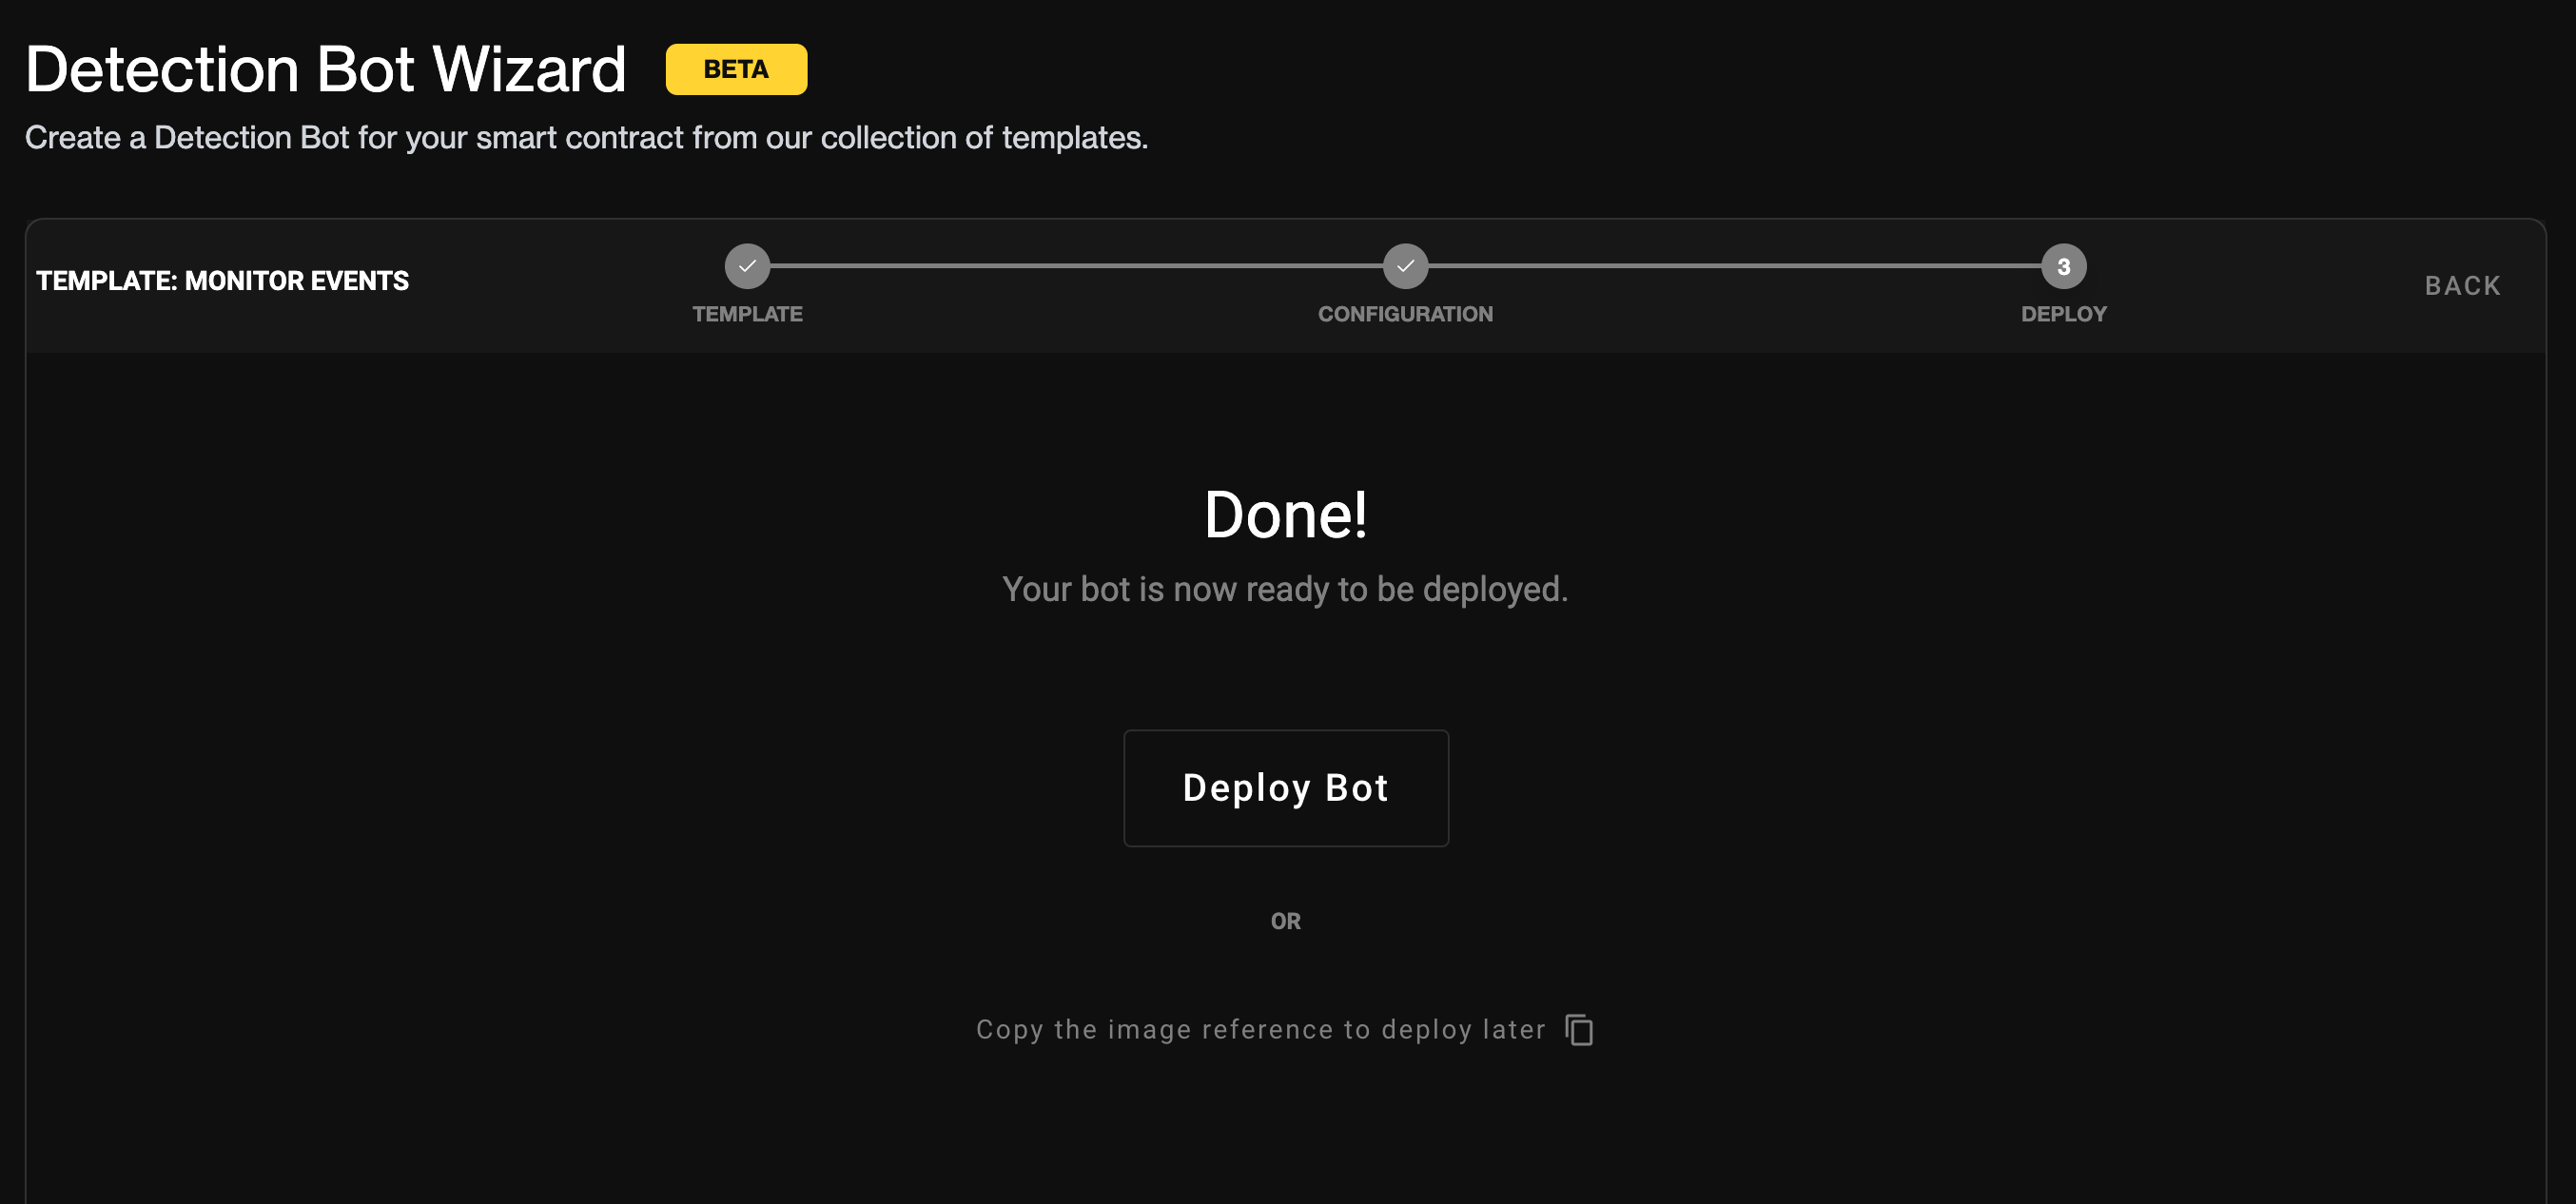 Detection Bot Wizard BETA
Create a Detection Bot for your smart contract from our collection of templates.
TEMPLATE: MONITOR EVENTS
TEMPLATE
CONFIGURATION
3
DEPLOY
BACK
Done!
Your bot is now ready to be deployed.
Deploy Bot
OR
Copy the image reference to deploy later